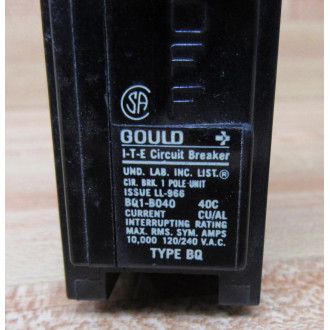 SA
GOULD
I-T-E Circuit Breaker
UND. LAB. INC. LIST.®
CIR. BRK. 1 POLE UNIT
ISSUE LL-966
BQ1-B040 40C
CURRENT CU/AL
INTERRUPTING RATING
MAX. RMS. SYM. AMPS
10,000 120/240 V.A.C.
TYPE BQ